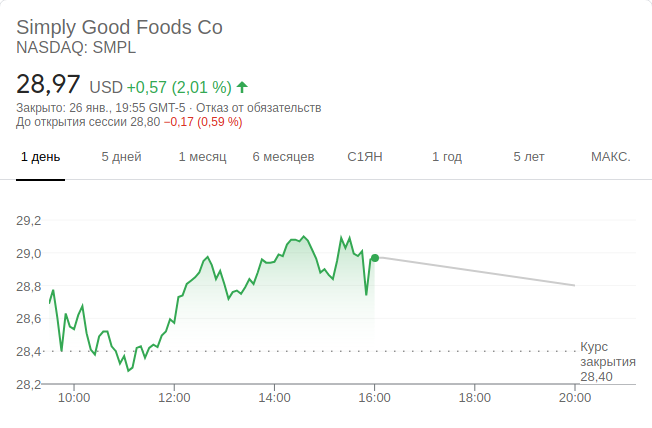 Simply Good Foods Co
NASDAQ: SMPL
28,97 USD +0,57 (2,01 %)
Закрыто: 26 янв., 19:55 GMT-5 · Отказ от обязательств
До открытия сессии 28,80 −0,17 (0,59 %)
1 день 5 дней 1 месяц 6 месяцев С1ЯН 1 год 5 лет МАКС.
29,2
29,0
28,8
28,6
28,4
28,2
Курс
закрытия
28,40
10:00 12:00 14:00 16:00 18:00 20:00